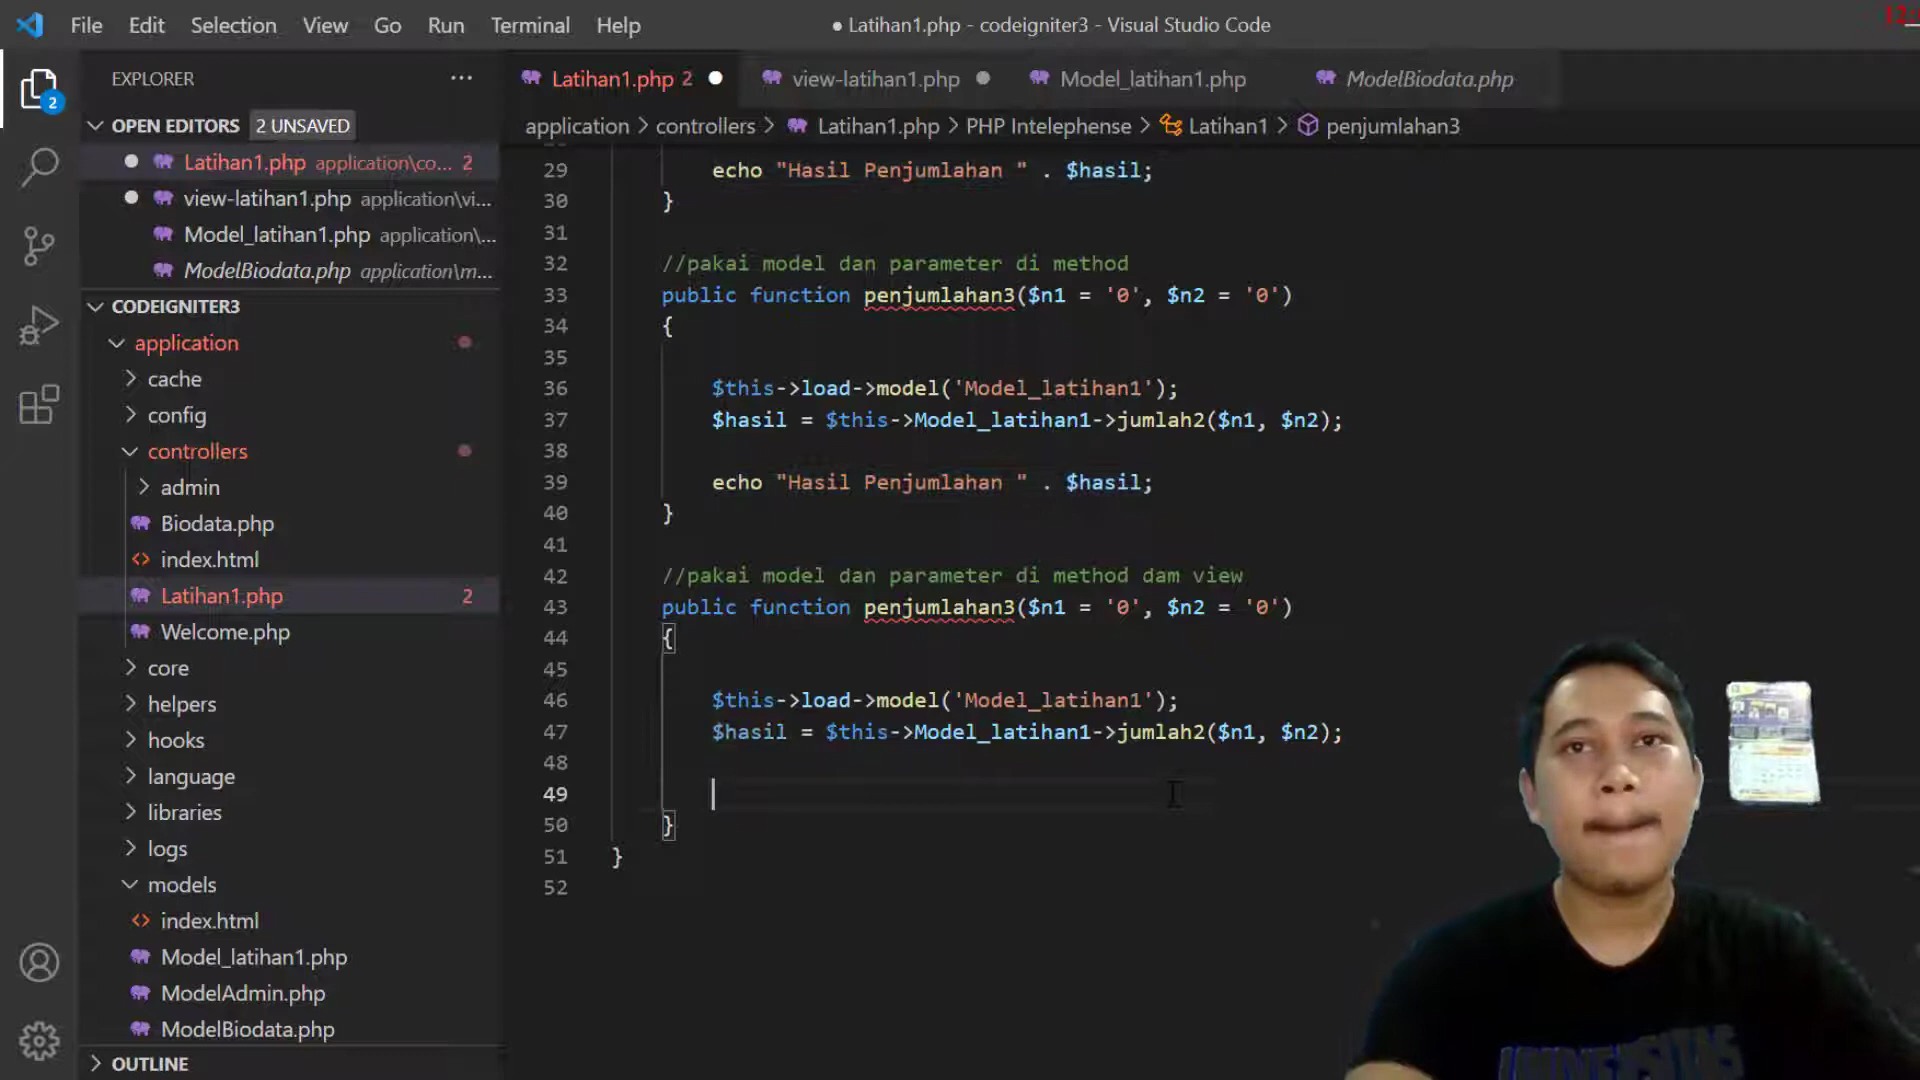 File Edit Selection View Go Run Terminal Help
● Latihan1.php - codeigniter3 - Visual Studio Code
EXPLORER
Latihan1.php 2
view-latihan1.php
Model_latihan1.php
ModelBiodata.php
OPEN EDITORS 2 UNSAVED
application > controllers > Latihan1.php > PHP Intelephense > Latihan1 > penjumlahan3
2
Latihan1.php application\co... 2
view-latihan1.php application\vi...
Model_latihan1.php application\...
ModelBiodata.php application\m...
CODEIGNITER3
application
cache
config
controllers
admin
Biodata.php
index.html
Latihan1.php 2
Welcome.php
core
helpers
hooks
language
libraries
logs
models
index.html
Model_latihan1.php
ModelAdmin.php
ModelBiodata.php
OUTLINE
29 echo "Hasil Penjumlahan " . $hasil;
30 }
31
32 //pakai model dan parameter di method
33 public function penjumlahan3($n1 = '0', $n2 = '0')
34 {
35
36 $this->load->model('Model_latihan1');
37 $hasil = $this->Model_latihan1->jumlah2($n1, $n2);
38
39 echo "Hasil Penjumlahan " . $hasil;
40 }
41
42 //pakai model dan parameter di method dam view
43 public function penjumlahan3($n1 = '0', $n2 = '0')
44 {
45
46 $this->load->model('Model_latihan1');
47 $hasil = $this->Model_latihan1->jumlah2($n1, $n2);
48
49
50 }
51 }
52